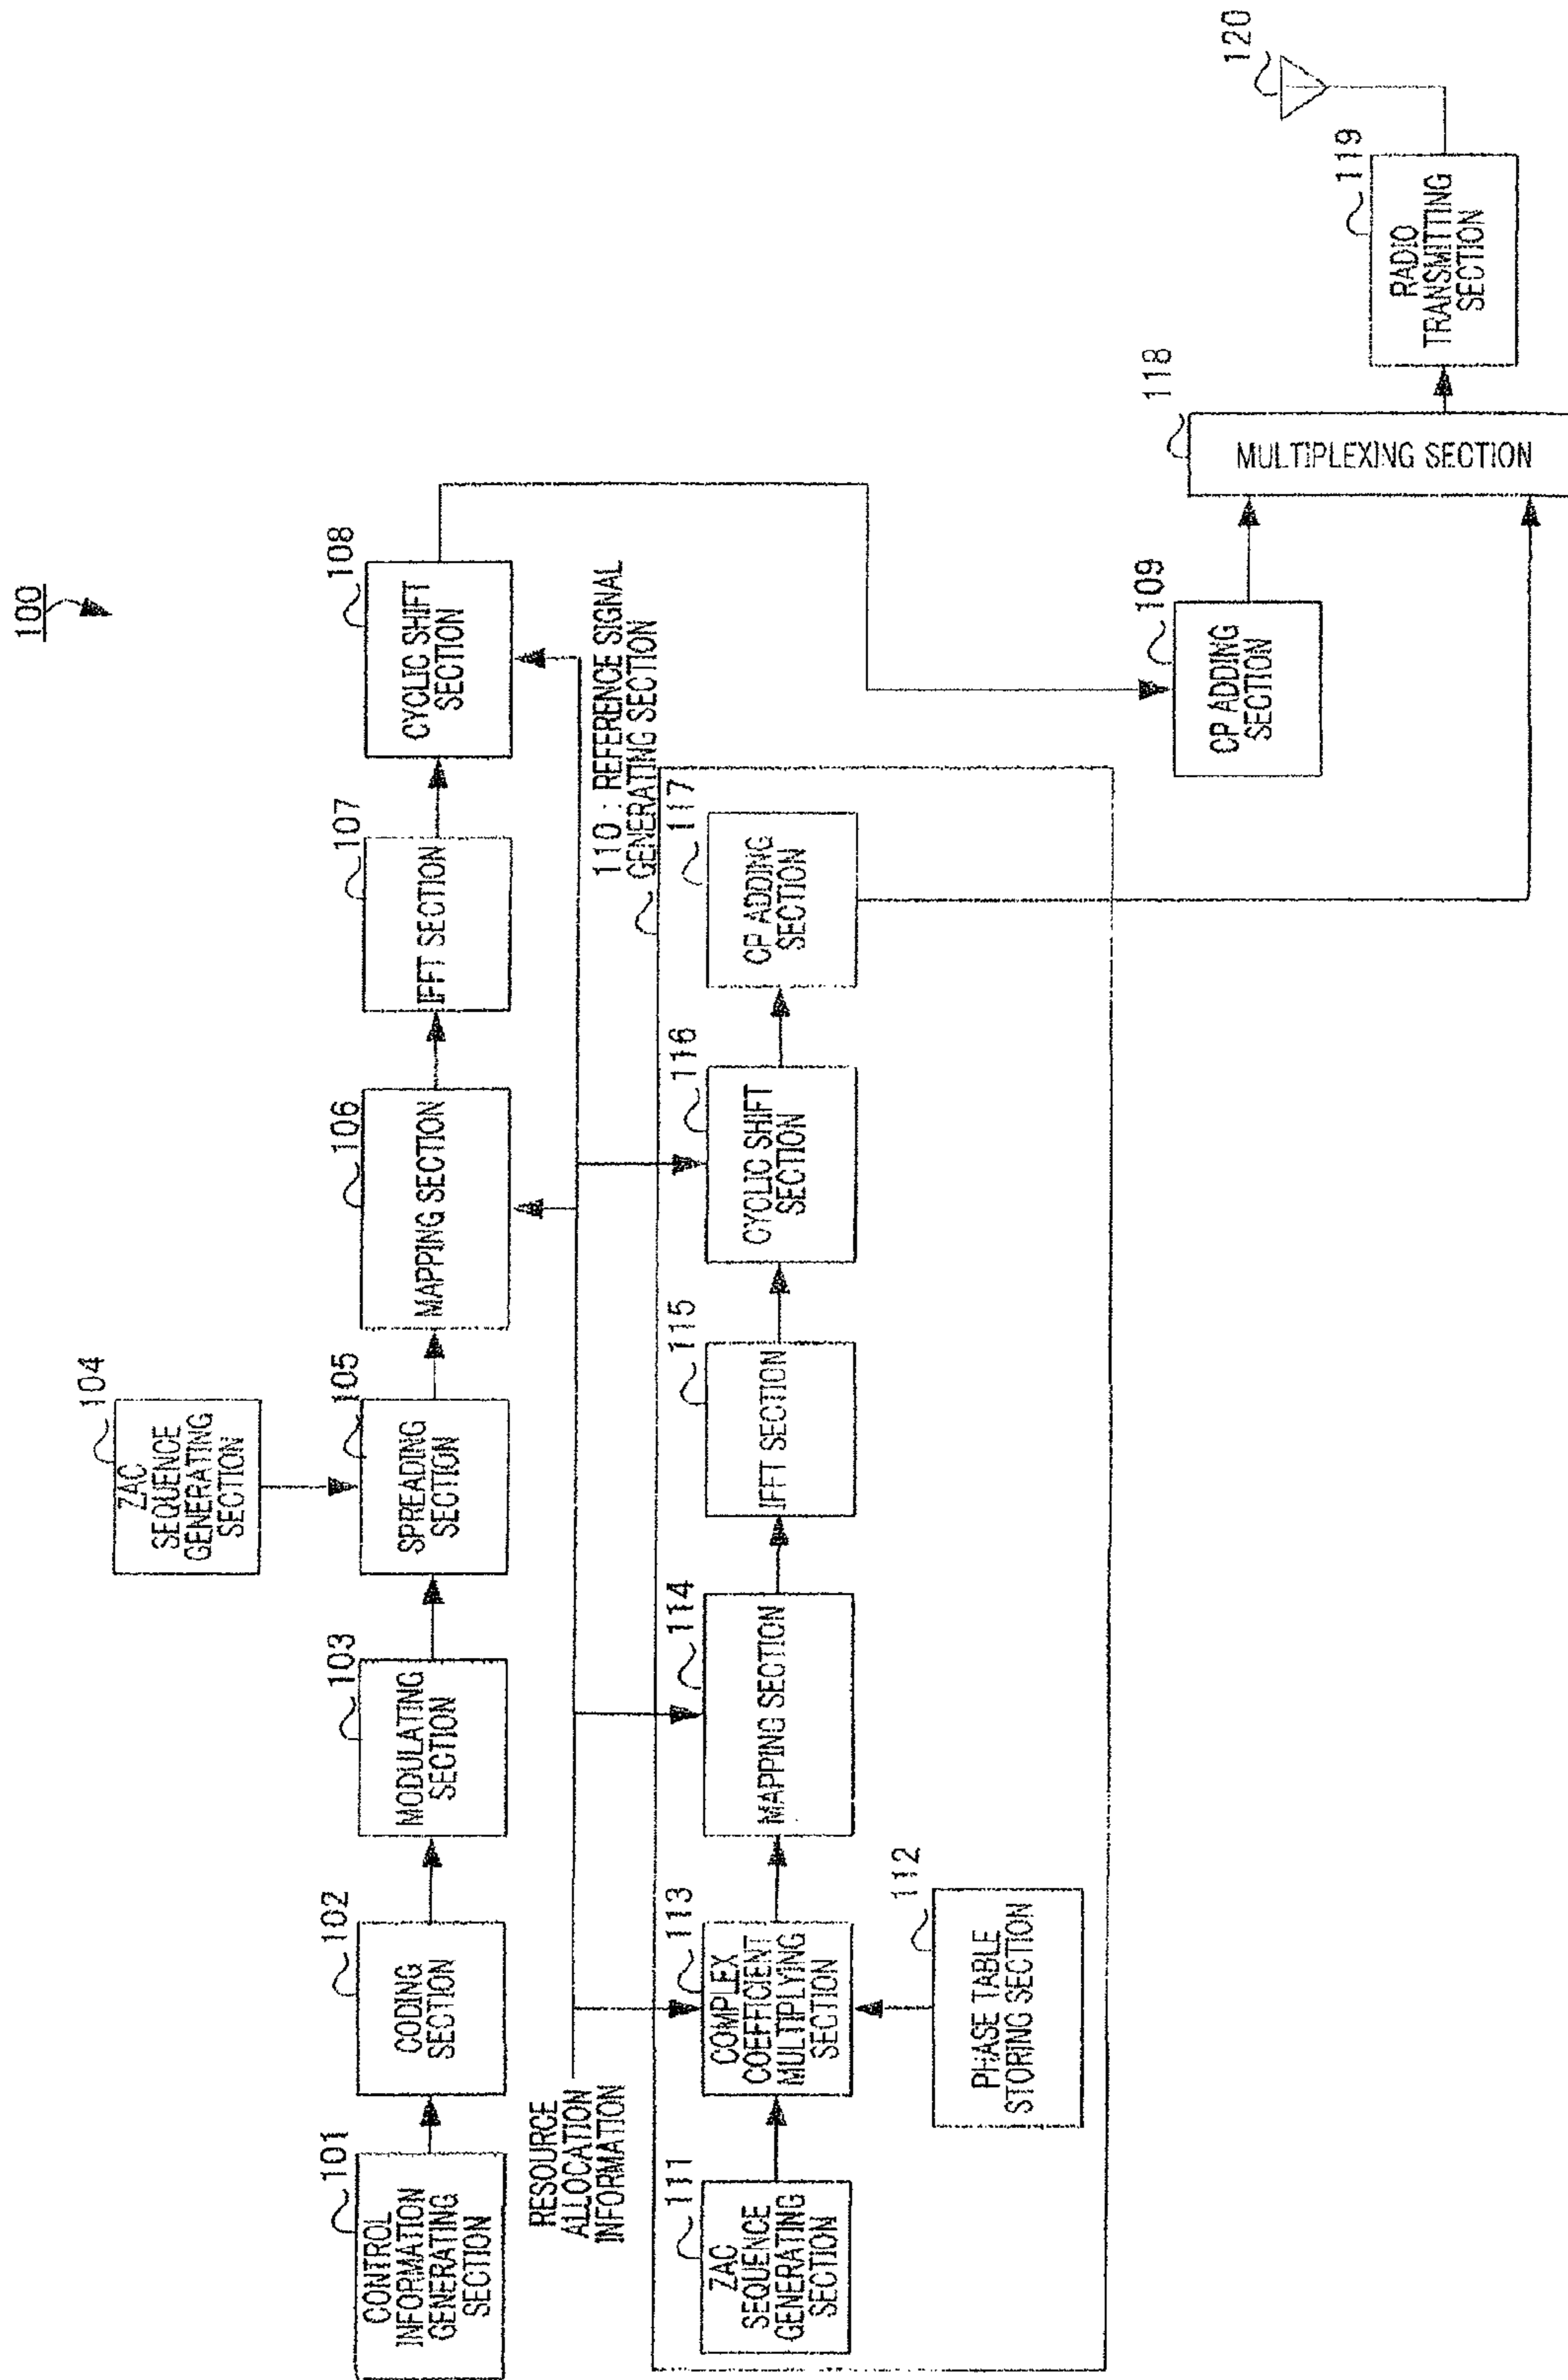 100
101
CONTROL
INFORMATION
GENERATING
SECTION
102
CODING
SECTION
103
MODULATING
SECTION
104
ZAC
SEQUENCE
GENERATING
SECTION
105
SPREADING
SECTION
106
MAPPING SECTION
107
IFFT SECTION
108
CYCLIC SHIFT
SECTION
RESOURCE
ALLOCATION
INFORMATION
110 : REFERENCE SIGNAL
GENERATING SECTION
111
ZAC
SEQUENCE
GENERATING
SECTION
112
PHASE TABLE
STORING SECTION
113
COMPLEX
COEFFICIENT
MULTIPLYING
SECTION
114
MAPPING SECTION
115
IFFT SECTION
116
CYCLIC SHIFT
SECTION
117
CP ADDING
SECTION
109
CP ADDING
SECTION
118
MULTIPLEXING SECTION
119
RADIO
TRANSMITTING
SECTION
120